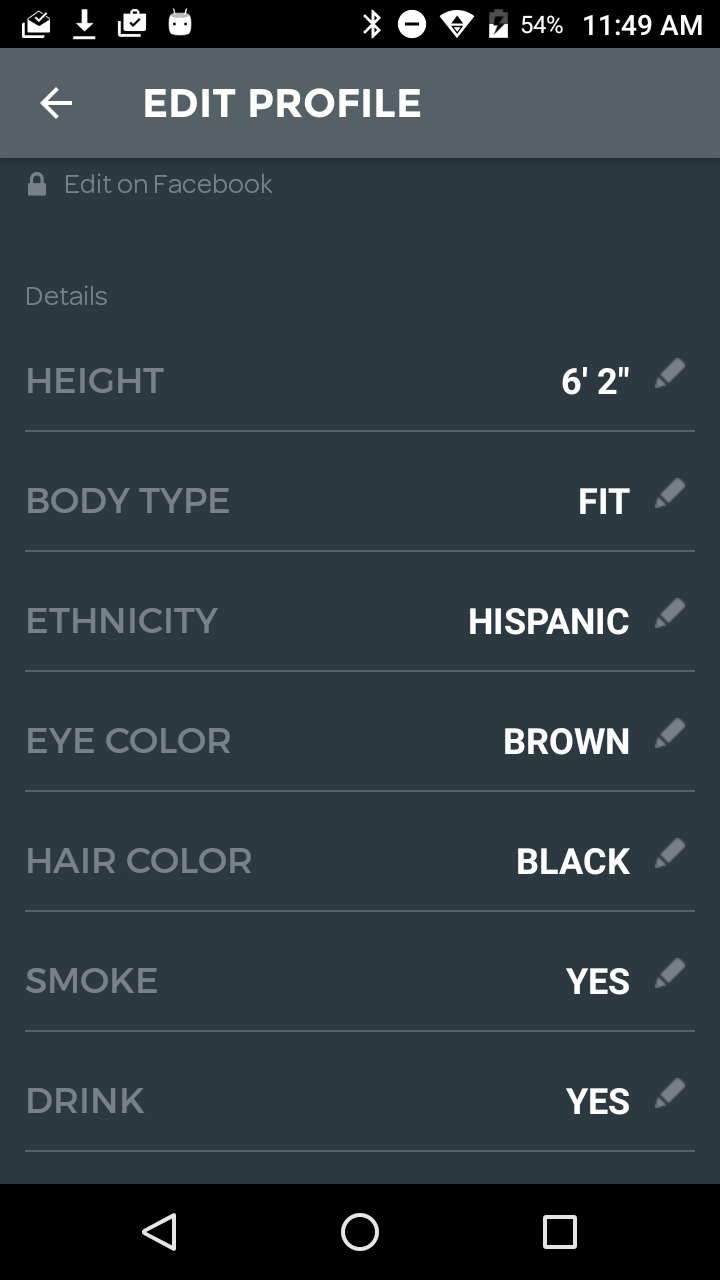 54% 11:49 AM
EDIT PROFILE
Edit on Facebook
Details
HEIGHT 6' 2"
BODY TYPE FIT
ETHNICITY HISPANIC
EYE COLOR BROWN
HAIR COLOR BLACK
SMOKE YES
DRINK YES